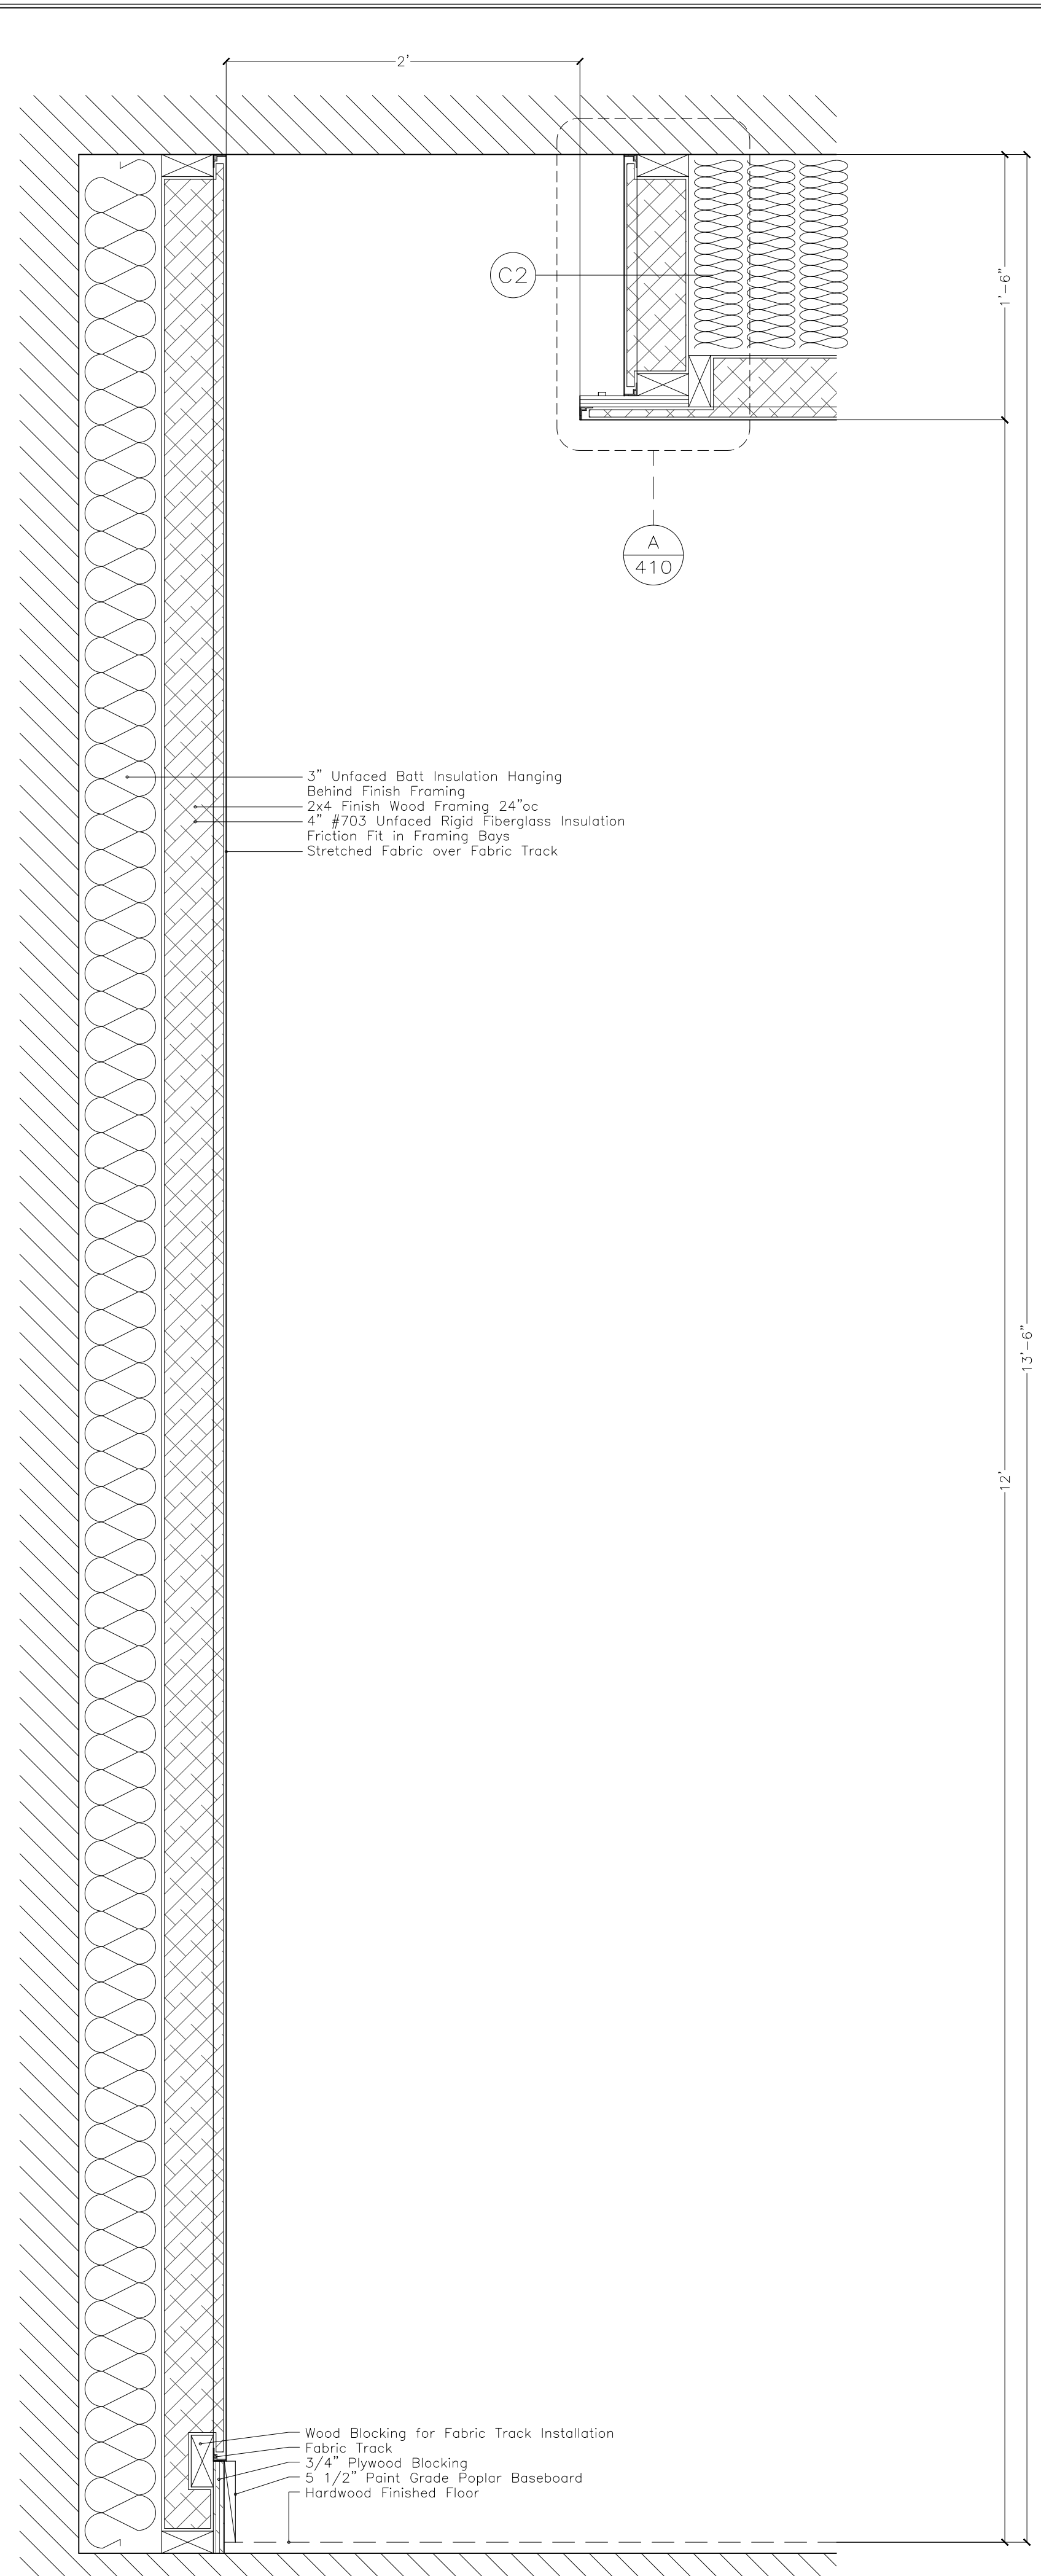 2'
C2
1'-6"
A
410
3" Unfaced Batt Insulation Hanging
Behind Finish Framing
2x4 Finish Wood Framing 24"oc
4" #703 Unfaced Rigid Fiberglass Insulation
Friction Fit in Framing Bays
Stretched Fabric over Fabric Track
13'-6"
12'
Wood Blocking for Fabric Track Installation
Fabric Track
3/4" Plywood Blocking
5 1/2" Paint Grade Poplar Baseboard
Hardwood Finished Floor